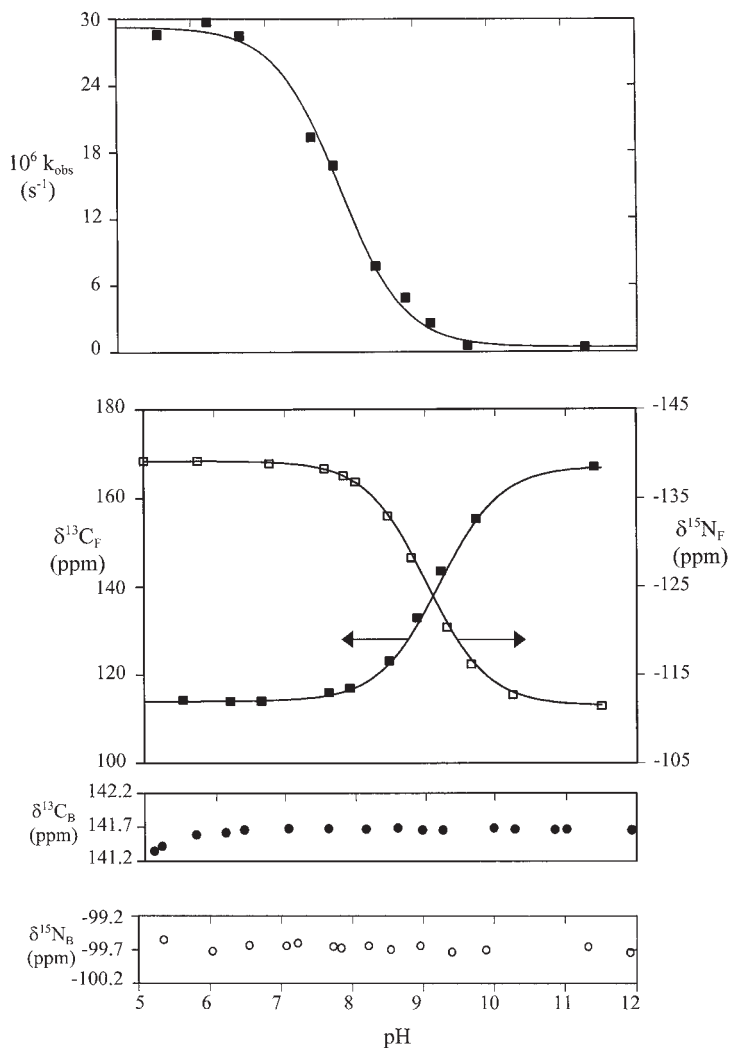 30
24
10⁶ k_obs
(s⁻¹)
18
12
6
0
180
-145
160
-135
δ¹³C_F
(ppm)
δ¹⁵N_F
(ppm)
140
-125
120
-115
100
-105
δ¹³C_B
(ppm)
142.2
141.7
141.2
δ¹⁵N_B
(ppm)
-99.2
-99.7
-100.2
5 6 7 8 9 10 11 12
pH